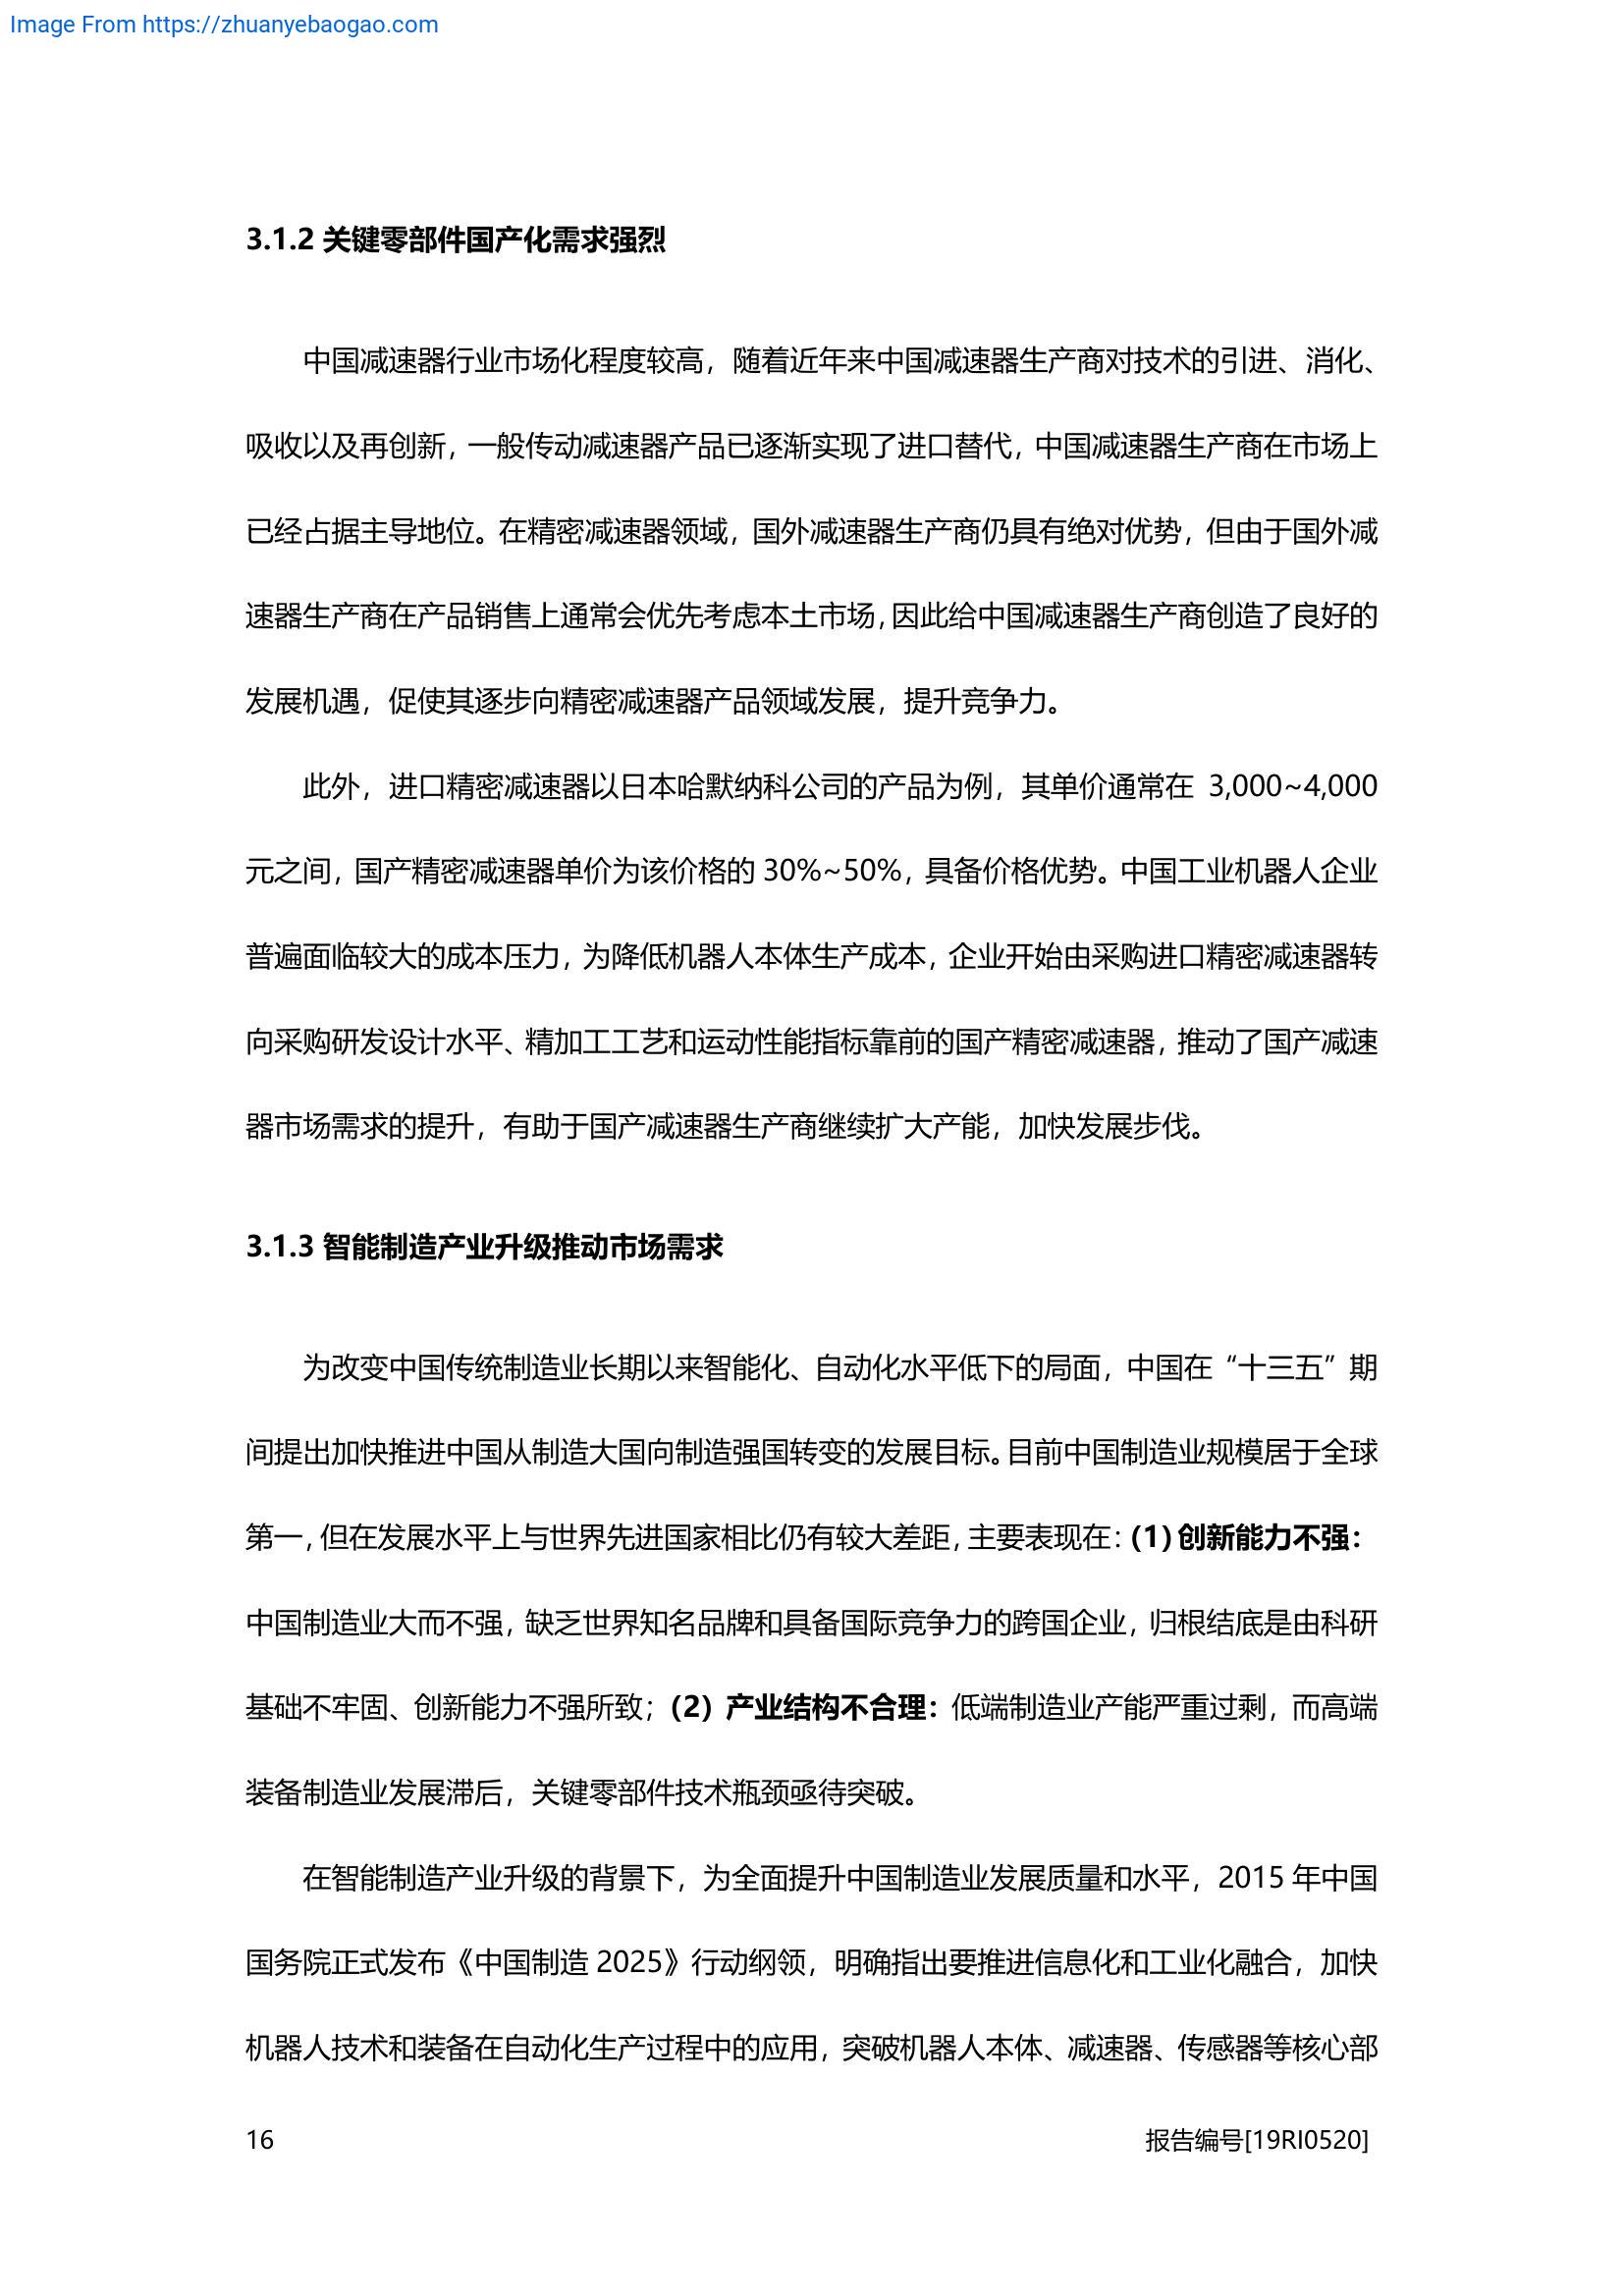 Image From https://zhuanyebaogao.com
3.1.2 关键零部件国产化需求强烈
中国减速器行业市场化程度较高，随着近年来中国减速器生产商对技术的引进、消化、
吸收以及再创新，一般传动减速器产品已逐渐实现了进口替代，中国减速器生产商在市场上
已经占据主导地位。在精密减速器领域，国外减速器生产商仍具有绝对优势，但由于国外减
速器生产商在产品销售上通常会优先考虑本土市场，因此给中国减速器生产商创造了良好的
发展机遇，促使其逐步向精密减速器产品领域发展，提升竞争力。
此外，进口精密减速器以日本哈默纳科公司的产品为例，其单价通常在 3,000~4,000
元之间，国产精密减速器单价为该价格的 30%~50%，具备价格优势。中国工业机器人企业
普遍面临较大的成本压力，为降低机器人本体生产成本，企业开始由采购进口精密减速器转
向采购研发设计水平、精加工工艺和运动性能指标靠前的国产精密减速器，推动了国产减速
器市场需求的提升，有助于国产减速器生产商继续扩大产能，加快发展步伐。
3.1.3 智能制造产业升级推动市场需求
为改变中国传统制造业长期以来智能化、自动化水平低下的局面，中国在“十三五”期
间提出加快推进中国从制造大国向制造强国转变的发展目标。目前中国制造业规模居于全球
第一，但在发展水平上与世界先进国家相比仍有较大差距，主要表现在：（1）创新能力不强：
中国制造业大而不强，缺乏世界知名品牌和具备国际竞争力的跨国企业，归根结底是由科研
基础不牢固、创新能力不强所致；（2）产业结构不合理：低端制造业产能严重过剩，而高端
装备制造业发展滞后，关键零部件技术瓶颈亟待突破。
在智能制造产业升级的背景下，为全面提升中国制造业发展质量和水平，2015 年中国
国务院正式发布《中国制造 2025》行动纲领，明确指出要推进信息化和工业化融合，加快
机器人技术和装备在自动化生产过程中的应用，突破机器人本体、减速器、传感器等核心部
16
报告编号[19RI0520]